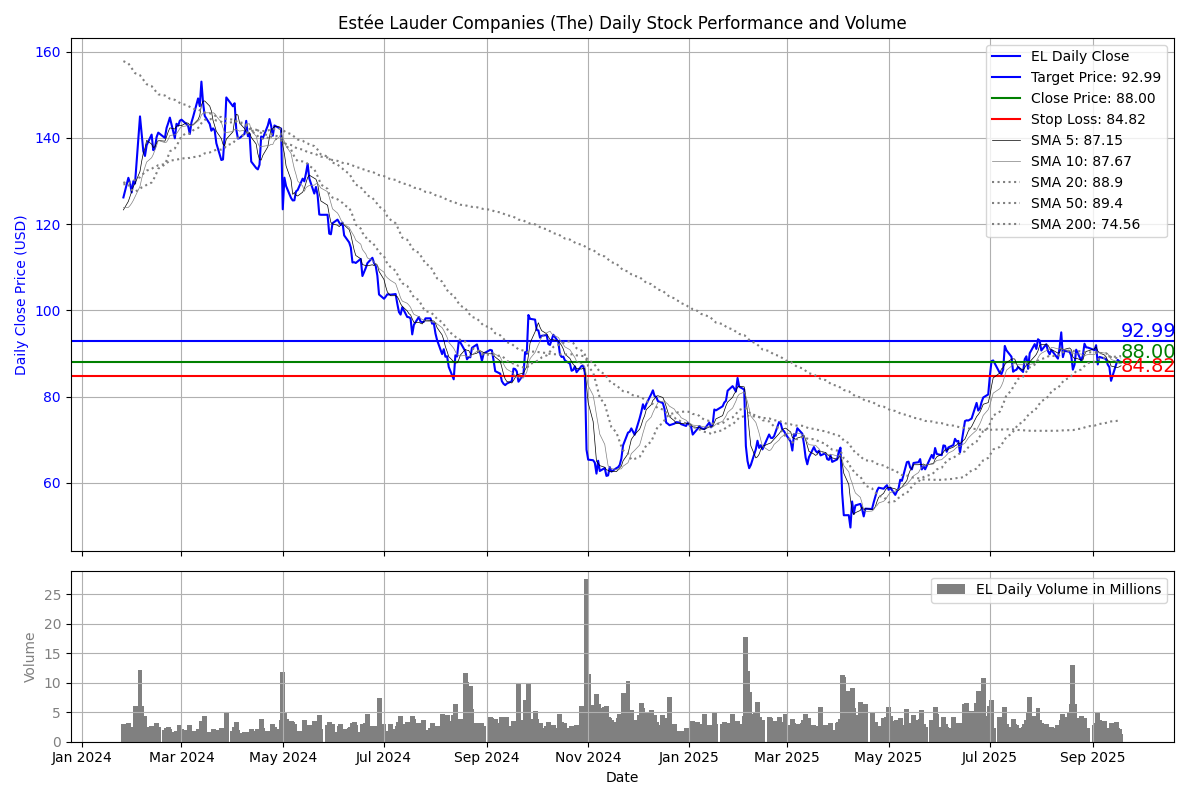 Estée Lauder Companies (The) Daily Stock Performance and Volume
Daily Close Price (USD)
160
140
120
100
80
60
EL Daily Close
Target Price: 92.99
Close Price: 88.00
Stop Loss: 84.82
SMA 5: 87.15
SMA 10: 87.67
SMA 20: 88.9
SMA 50: 89.4
SMA 200: 74.56
92.99
88.00
84.82
Volume
25
20
15
10
5
0
EL Daily Volume in Millions
Jan 2024 Mar 2024 May 2024 Jul 2024 Sep 2024 Nov 2024 Jan 2025 Mar 2025 May 2025 Jul 2025 Sep 2025
Date